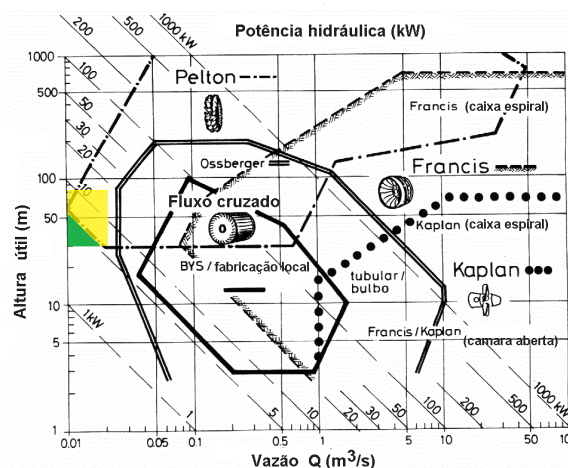 Potência hidráulica (kW)
200
500
1000 kW
1000
Pelton
100
500
50
Francis (caixa espiral)
30
20
10
Ossberger
Francis
100
Fluxo cruzado
Kaplan (caixa espiral)
50
BYS / fabricação local
tubular/
bulbo
Kaplan
10
1kW
Francis/Kaplan (camara aberta)
5
1
5
10
20
30
50
100
200
500
1000 kW
1
0.01
0.05
0.1
0.5
1
5
10
50
100
Altura útil (m)
Vazão Q (m³/s)